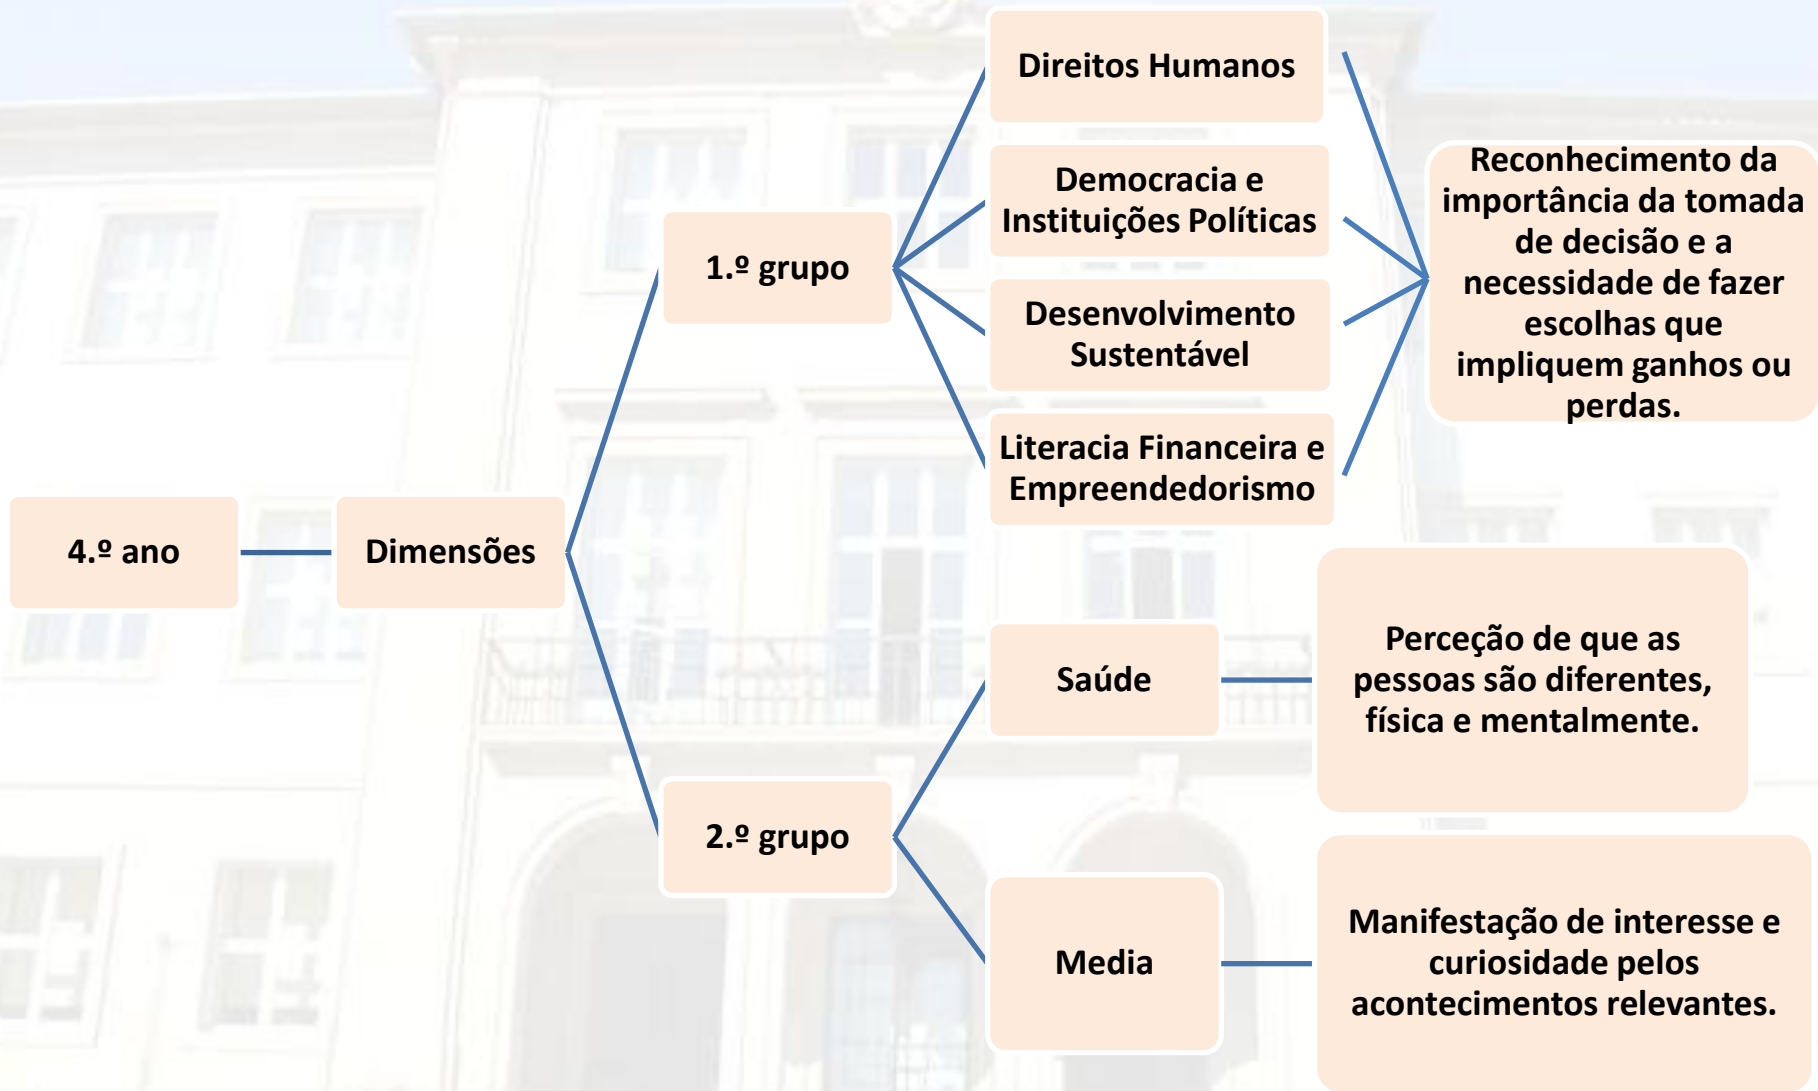 4.º ano
Dimensões
1.º grupo
Direitos Humanos
Democracia e
Instituições Políticas
Desenvolvimento
Sustentável
Literacia Financeira e
Empreendedorismo
Reconhecimento da
importância da tomada
de decisão e a
necessidade de fazer
escolhas que
impliquem ganhos ou
perdas.
2.º grupo
Saúde
Perceção de que as
pessoas são diferentes,
física e mentalmente.
Media
Manifestação de interesse e
curiosidade pelos
acontecimentos relevantes.